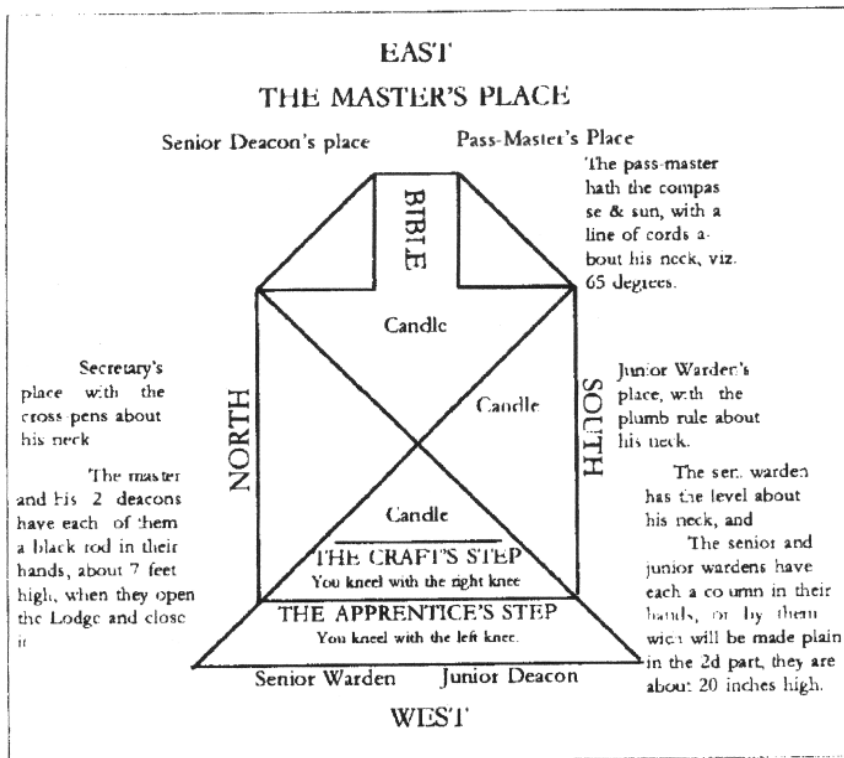 EAST
THE MASTER'S PLACE
Senior Deacon's place
Pass-Master's Place
The pass-master
hath the compas
se & sun, with a
line of cords a-
bout his neck, viz.
65 degrees.
BIBLE
Candle
Secretary's
place with the
cross pens about
his neck
NORTH
Candle
SOUTH
Junior Warden's
place, with the
plumb rule about
his neck.
The master
and his 2 deacons
have each of them
a black rod in their
hands, about 7 feet
high, when they open
the Lodge and close
it
Candle
The sen. warden
has the level about
his neck, and
The senior and
junior wardens have
each a column in their
hands, or by them
wich will be made plain
in the 2d part, they are
about 20 inches high.
THE CRAFT'S STEP
You kneel with the right knee
THE APPRENTICE'S STEP
You kneel with the left knee.
Senior Warden
Junior Deacon
WEST